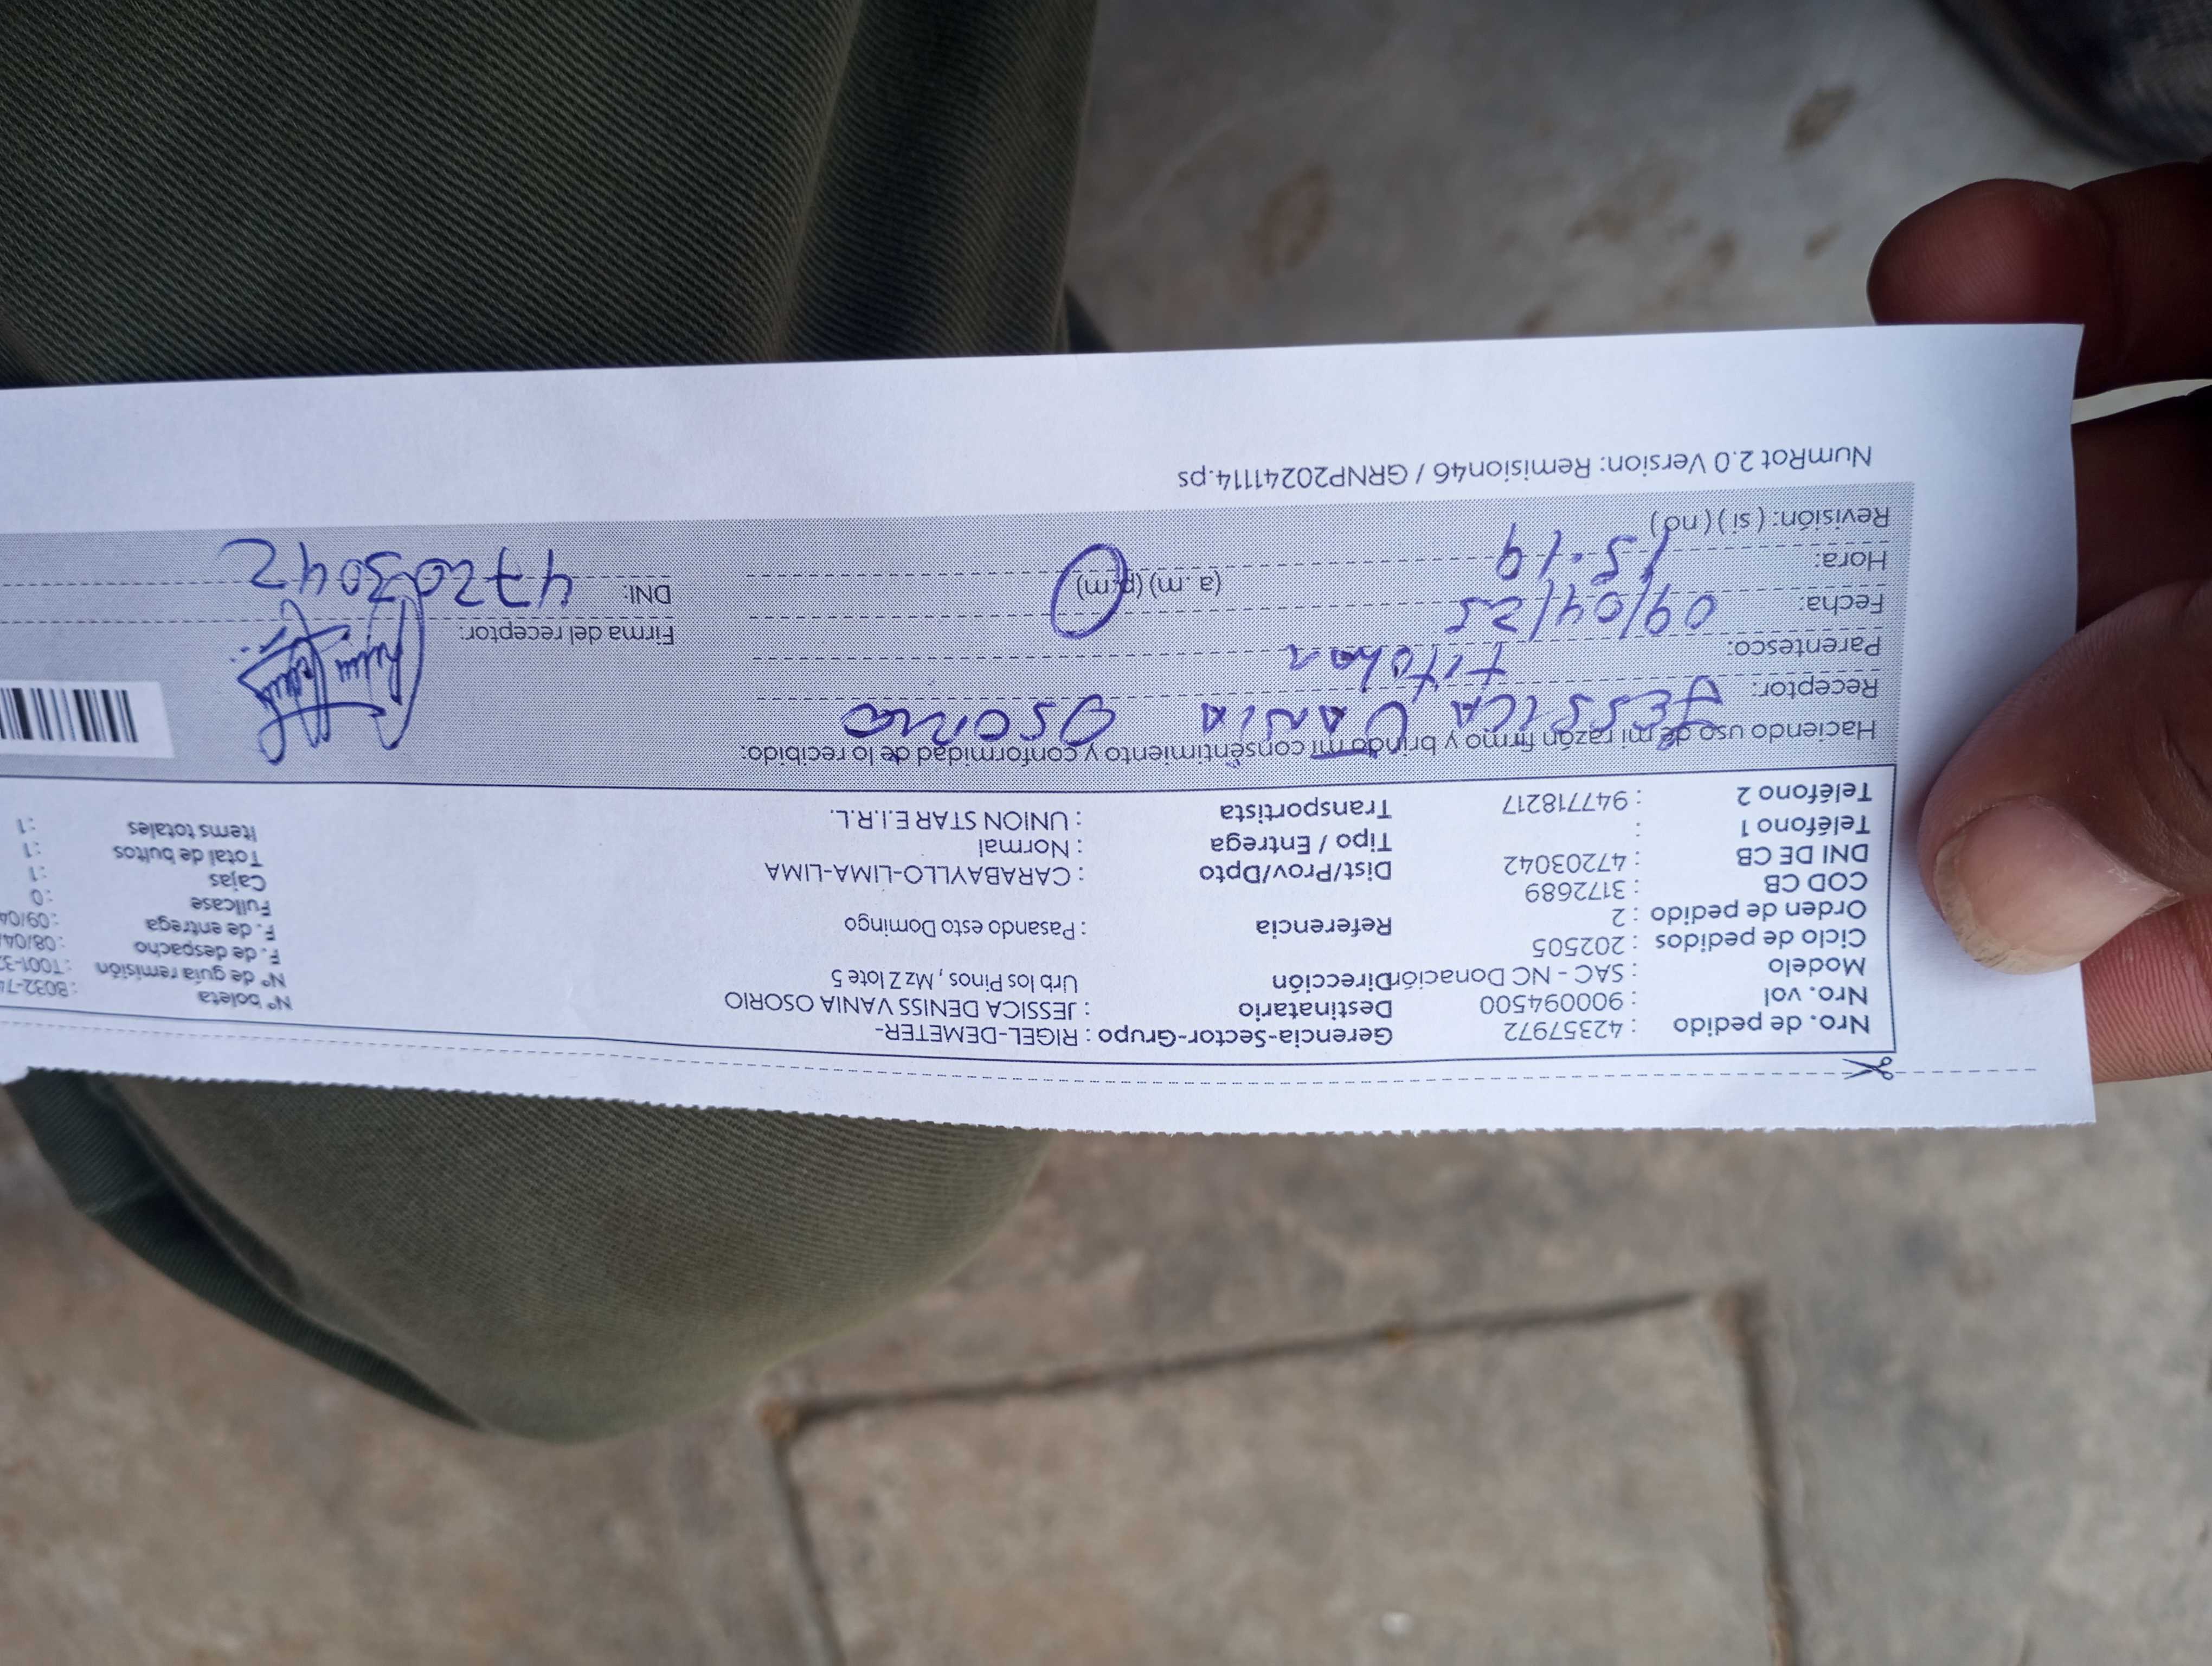 Nro. de pedido : 42357972 Gerencia-Sector-Grupo : RIGEL-DEMETER-
Nro. vol : 900094500 Destinatario : JESSICA DENISS VANIA OSORIO Nº boleta : B032-7
Modelo : SAC - NC Donación Dirección Urb los Pinos , Mz Z lote 5 Nº de guía remisión : T001-3
Ciclo de pedidos : 202505 F. de despacho : 08/04
Orden de pedido : 2 Referencia : Pasando esto Domingo F. de entrega : 09/04
COD CB : 3172689 Fullcase : 0
DNI DE CB : 47203042 Dist/Prov/Dpto : CARABAYLLO-LIMA-LIMA Cajas : 1
Teléfono 1 : Tipo / Entrega : Normal Total de bultos : 1
Teléfono 2 : 947718217 Transportista : UNION STAR E.I.R.L. Items totales : 1
Haciendo uso de mi razón firmo y brindo mi consentimiento y conformidad de lo recibido:
Receptor: JESSICA VANIA OSORIO
Parentesco: titular Firma del receptor:
Fecha: 09/04/25
Hora: 15:19 (a. m) (p. m) DNI: 47203042
Revisión: ( si ) ( no )
NumRot 2.0 Version: Remision46 / GRNP20241114.ps